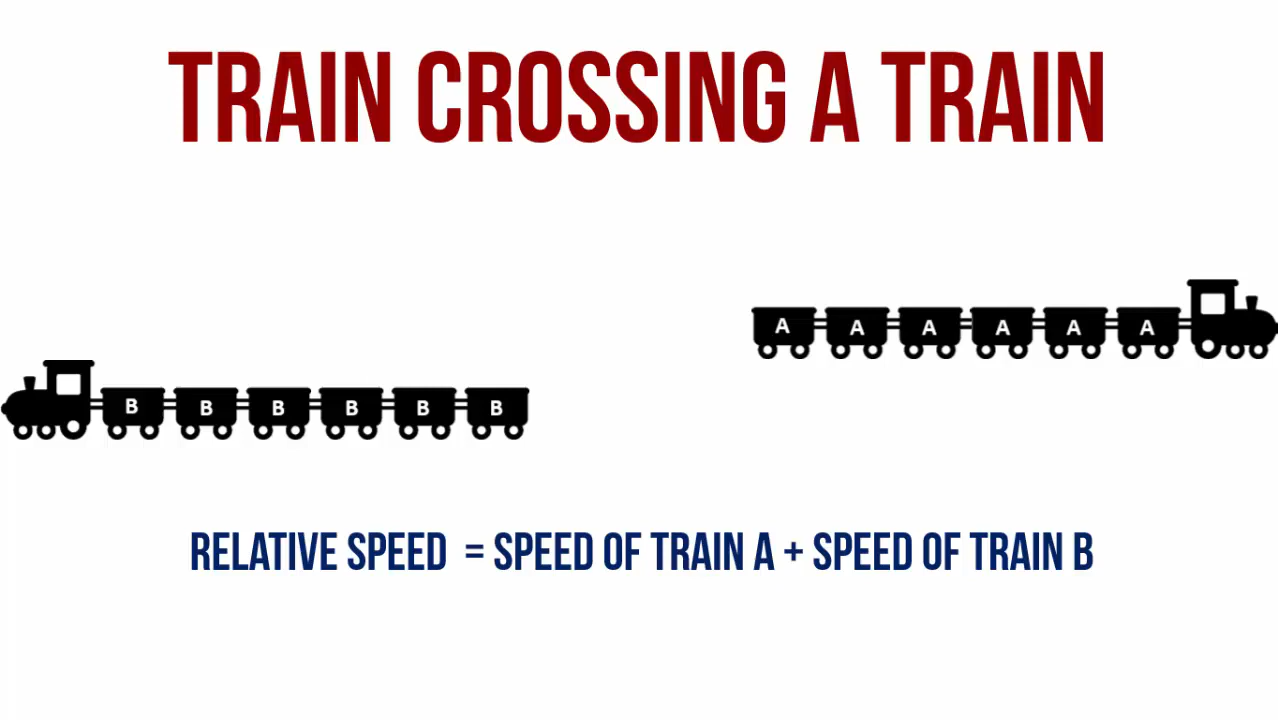 TRAIN CROSSING A TRAIN
A A A A A A
B B B B B B
RELATIVE SPEED = SPEED OF TRAIN A + SPEED OF TRAIN B